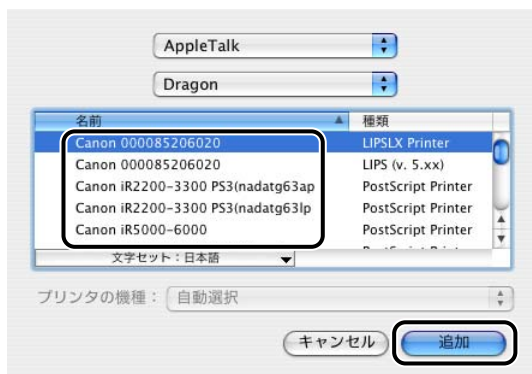 AppleTalk
Dragon
名前 種類
Canon 000085206020 LIPSLX Printer
Canon 000085206020 LIPS (v. 5.xx)
Canon iR2200-3300 PS3(nadatg63ap PostScript Printer
Canon iR2200-3300 PS3(nadatg63lp PostScript Printer
Canon iR5000-6000 PostScript Printer
文字セット：日本語
プリンタの機種： 自動選択
キャンセル 追加